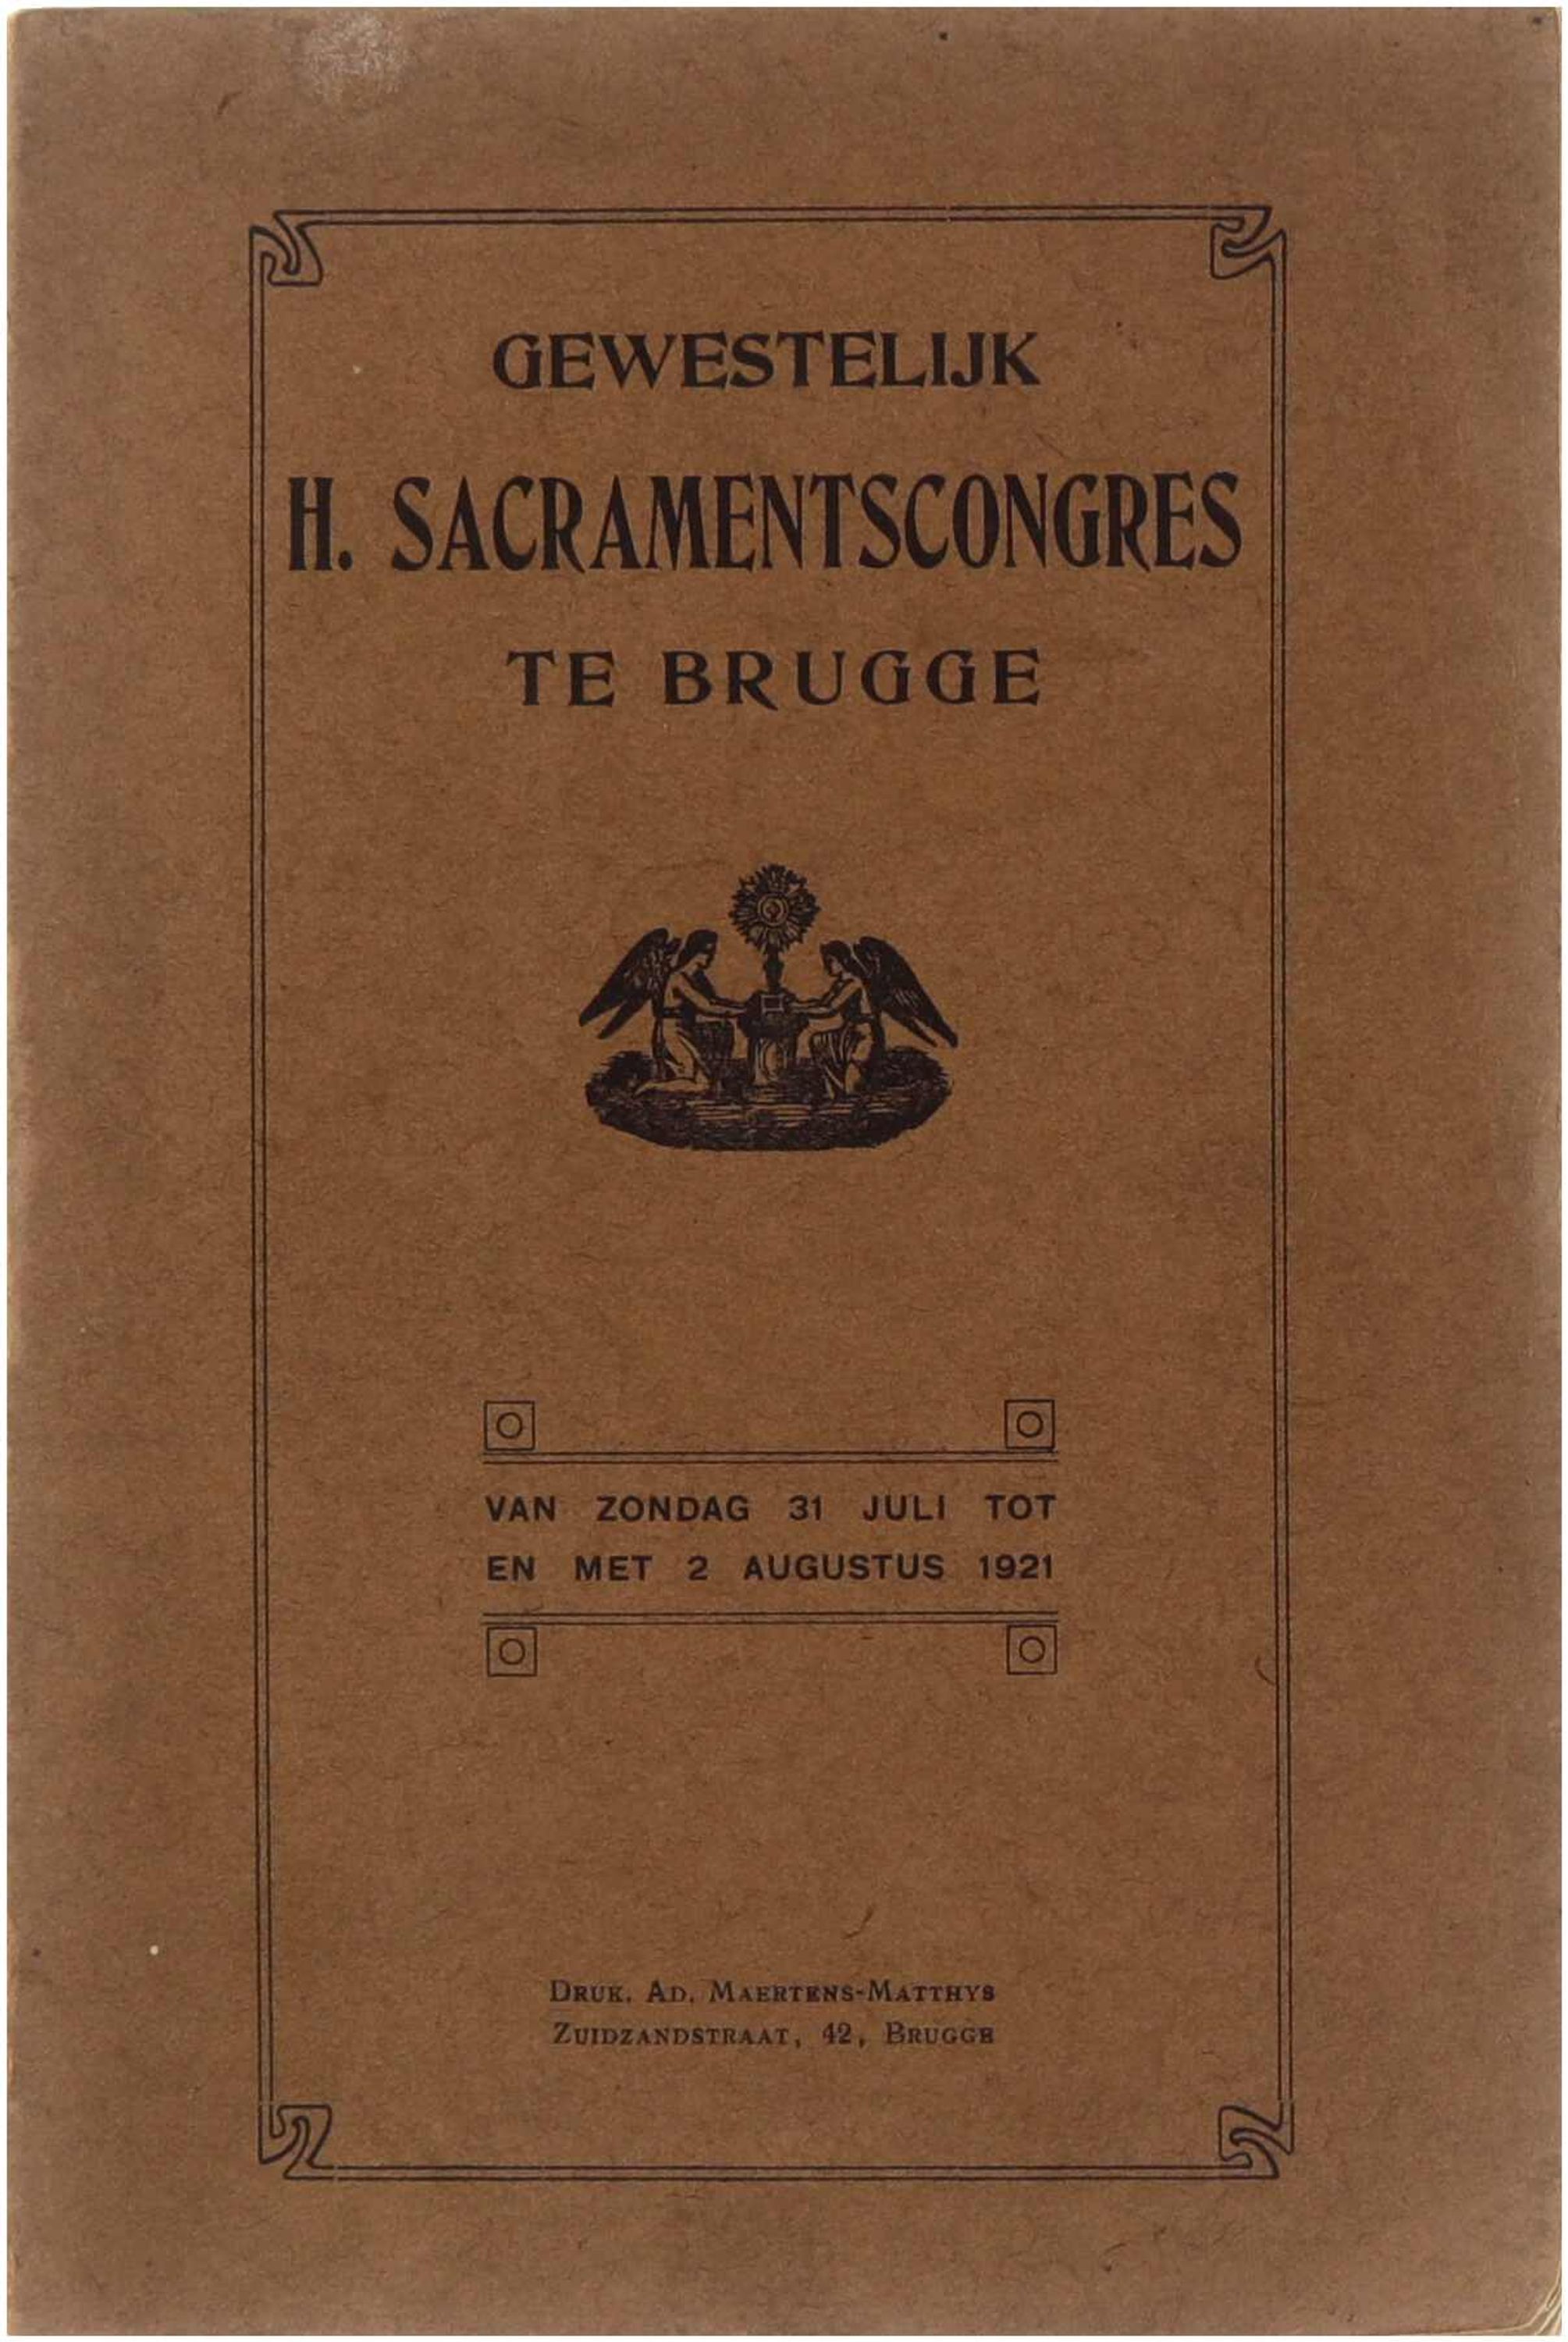 GEWESTELIJK
H. SACRAMENTSCONGRES
TE BRUGGE
VAN ZONDAG 31 JULI TOT
EN MET 2 AUGUSTUS 1921
DRUK. AD. MAERTENS-MATTHYS
ZUIDZANDSTRAAT, 42, BRUGGE